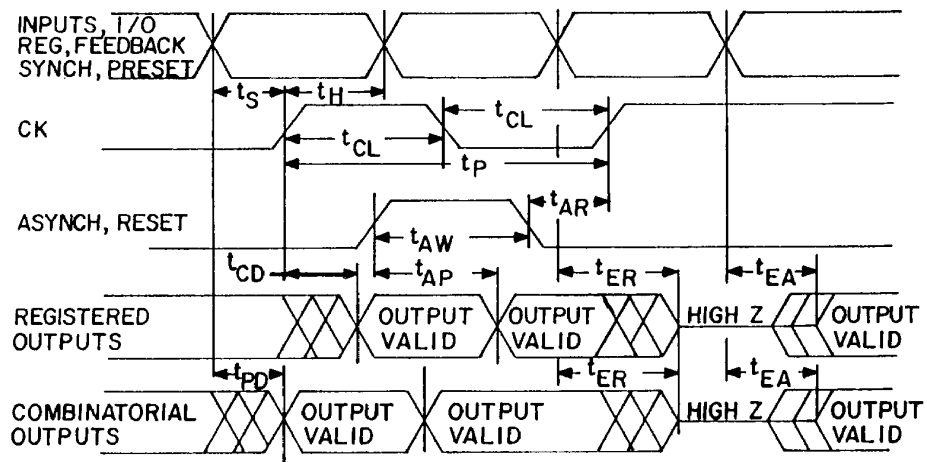 INPUTS, I/O
REG, FEEDBACK
SYNCH, PRESET
tS tH
tCL
CK
tCL
tP
tAR
ASYNCH, RESET
tAW
tCD tAP tER tEA
REGISTERED OUTPUTS
OUTPUT VALID
OUTPUT VALID
HIGH Z
OUTPUT VALID
tPD tER tEA
COMBINATORIAL OUTPUTS
OUTPUT VALID
OUTPUT VALID
HIGH Z
OUTPUT VALID